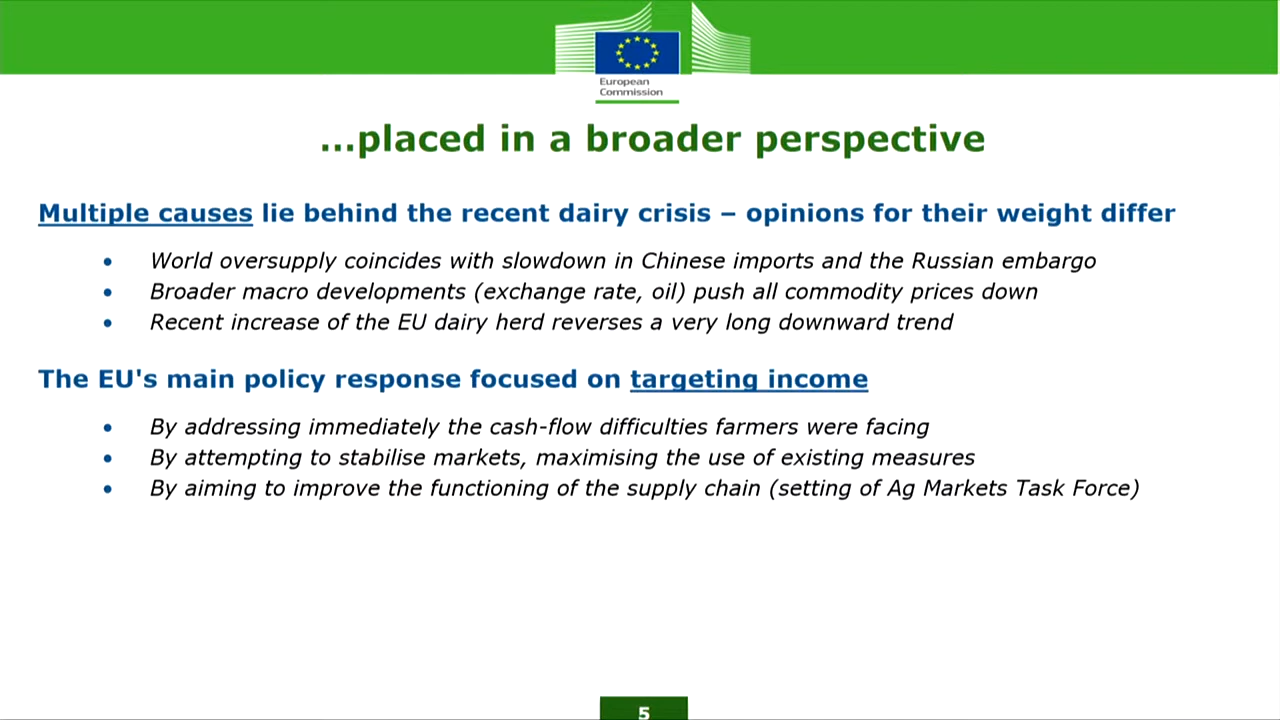 European
Commission
...placed in a broader perspective
Multiple causes lie behind the recent dairy crisis – opinions for their weight differ
• World oversupply coincides with slowdown in Chinese imports and the Russian embargo
• Broader macro developments (exchange rate, oil) push all commodity prices down
• Recent increase of the EU dairy herd reverses a very long downward trend
The EU's main policy response focused on targeting income
• By addressing immediately the cash-flow difficulties farmers were facing
• By attempting to stabilise markets, maximising the use of existing measures
• By aiming to improve the functioning of the supply chain (setting of Ag Markets Task Force)
5